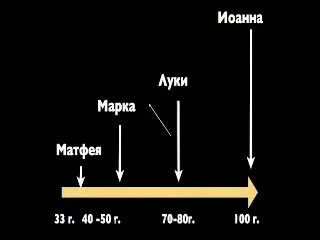 Иоанна
Луки
Марка
Матфея
33 г. 40 -50 г. 70-80г. 100 г.